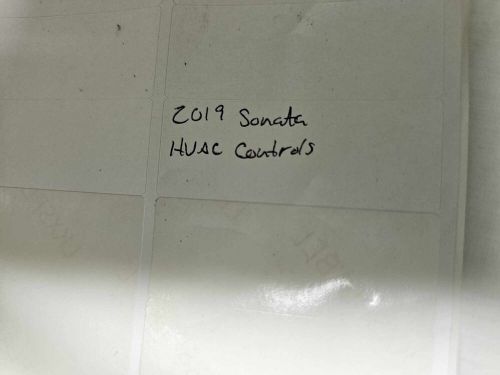 2019 Sonata
HVAC Controls